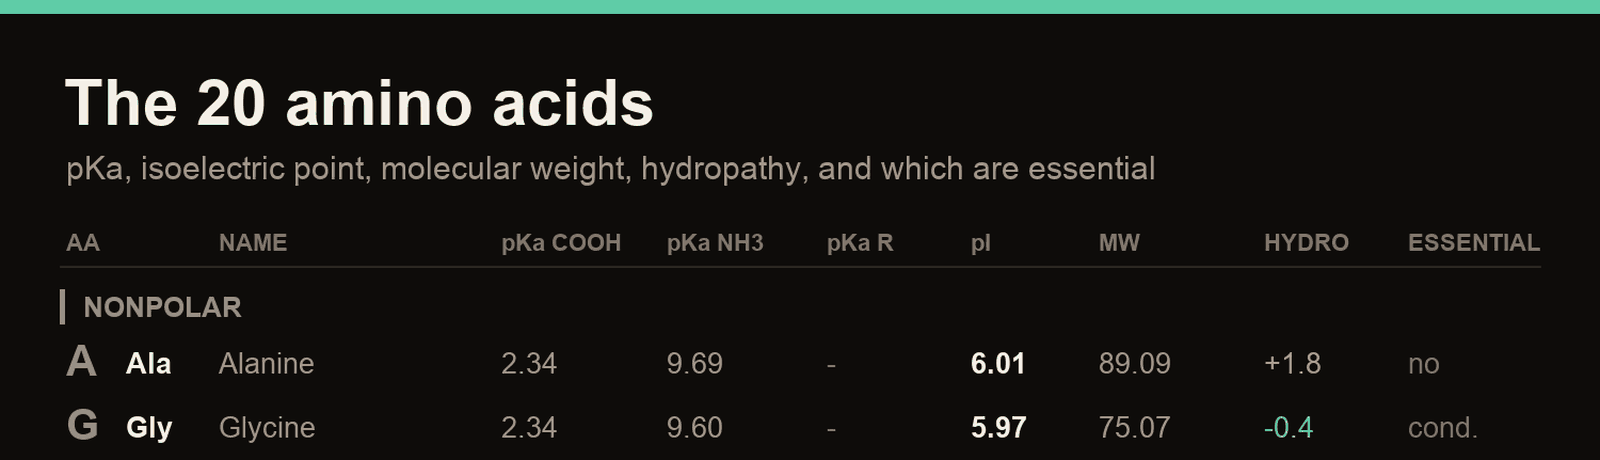 The 20 amino acids
pKa, isoelectric point, molecular weight, hydropathy, and which are essential
AA NAME pKa COOH pKa NH3 pKa R pI MW HYDRO ESSENTIAL
NONPOLAR
A Ala Alanine 2.34 9.69 - 6.01 89.09 +1.8 no
G Gly Glycine 2.34 9.60 - 5.97 75.07 -0.4 cond.